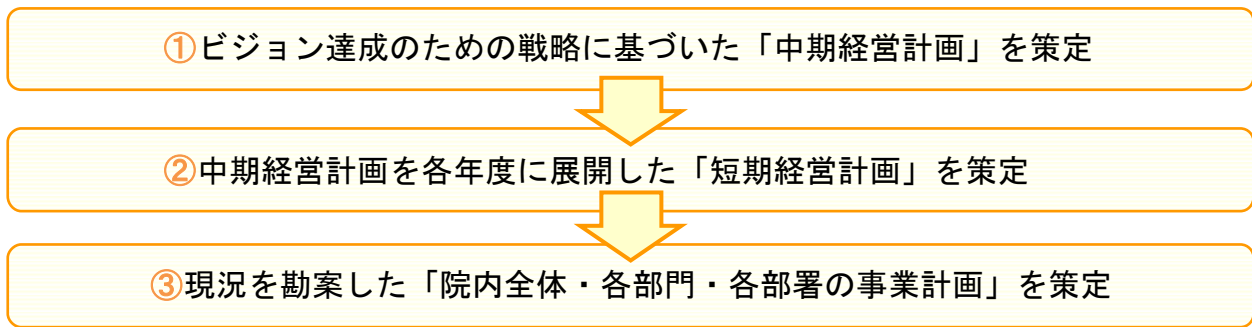 ①ビジョン達成のための戦略に基づいた「中期経営計画」を策定
②中期経営計画を各年度に展開した「短期経営計画」を策定
③現況を勘案した「院内全体・各部門・各部署の事業計画」を策定